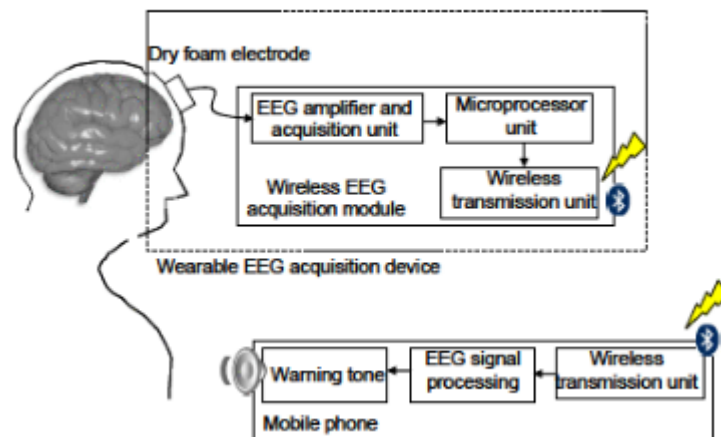 Dry foam electrode
EEG amplifier and
acquisition unit
Microprocessor
unit
Wireless EEG
acquisition module
Wireless
transmission unit
Wearable EEG acquisition device
Warning tone
EEG signal
processing
Wireless
transmission unit
Mobile phone